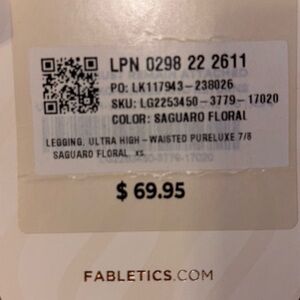 LPN 0298 22 2611
PO: LK117943-238026
SKU: LG2253450-3779-17020
COLOR: SAGUARO FLORAL
LEGGING, ULTRA HIGH-WAISTED PURELUXE 7/8
SAGUARO FLORAL, XS
$ 69.95
FABLETICS.COM